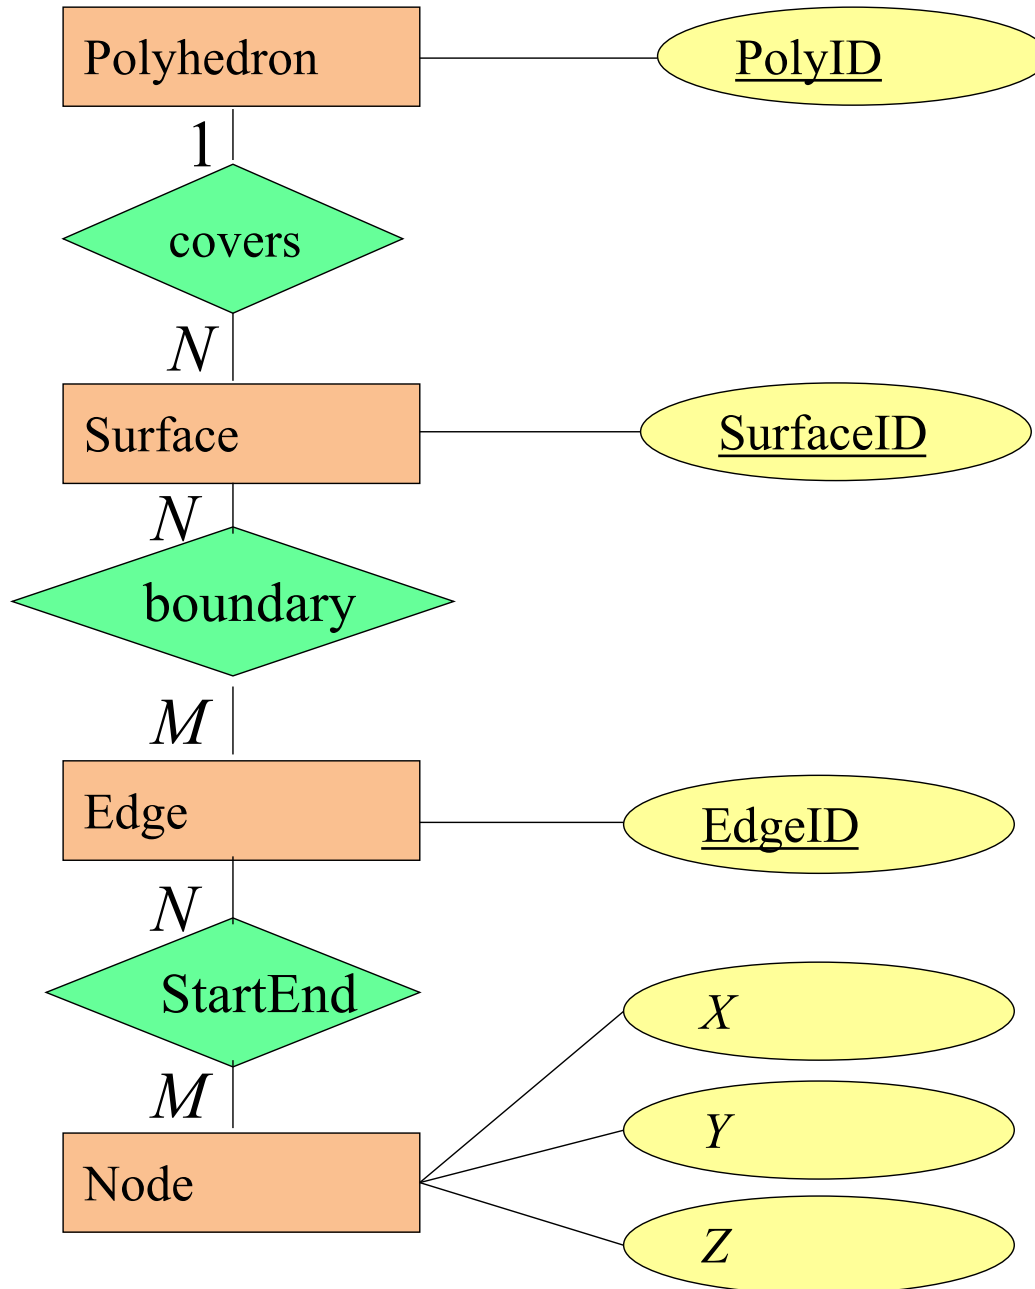 Polyhedron
PolyID
1
covers
N
Surface
SurfaceID
N
boundary
M
Edge
EdgeID
N
StartEnd
X
M
Y
Node
Z